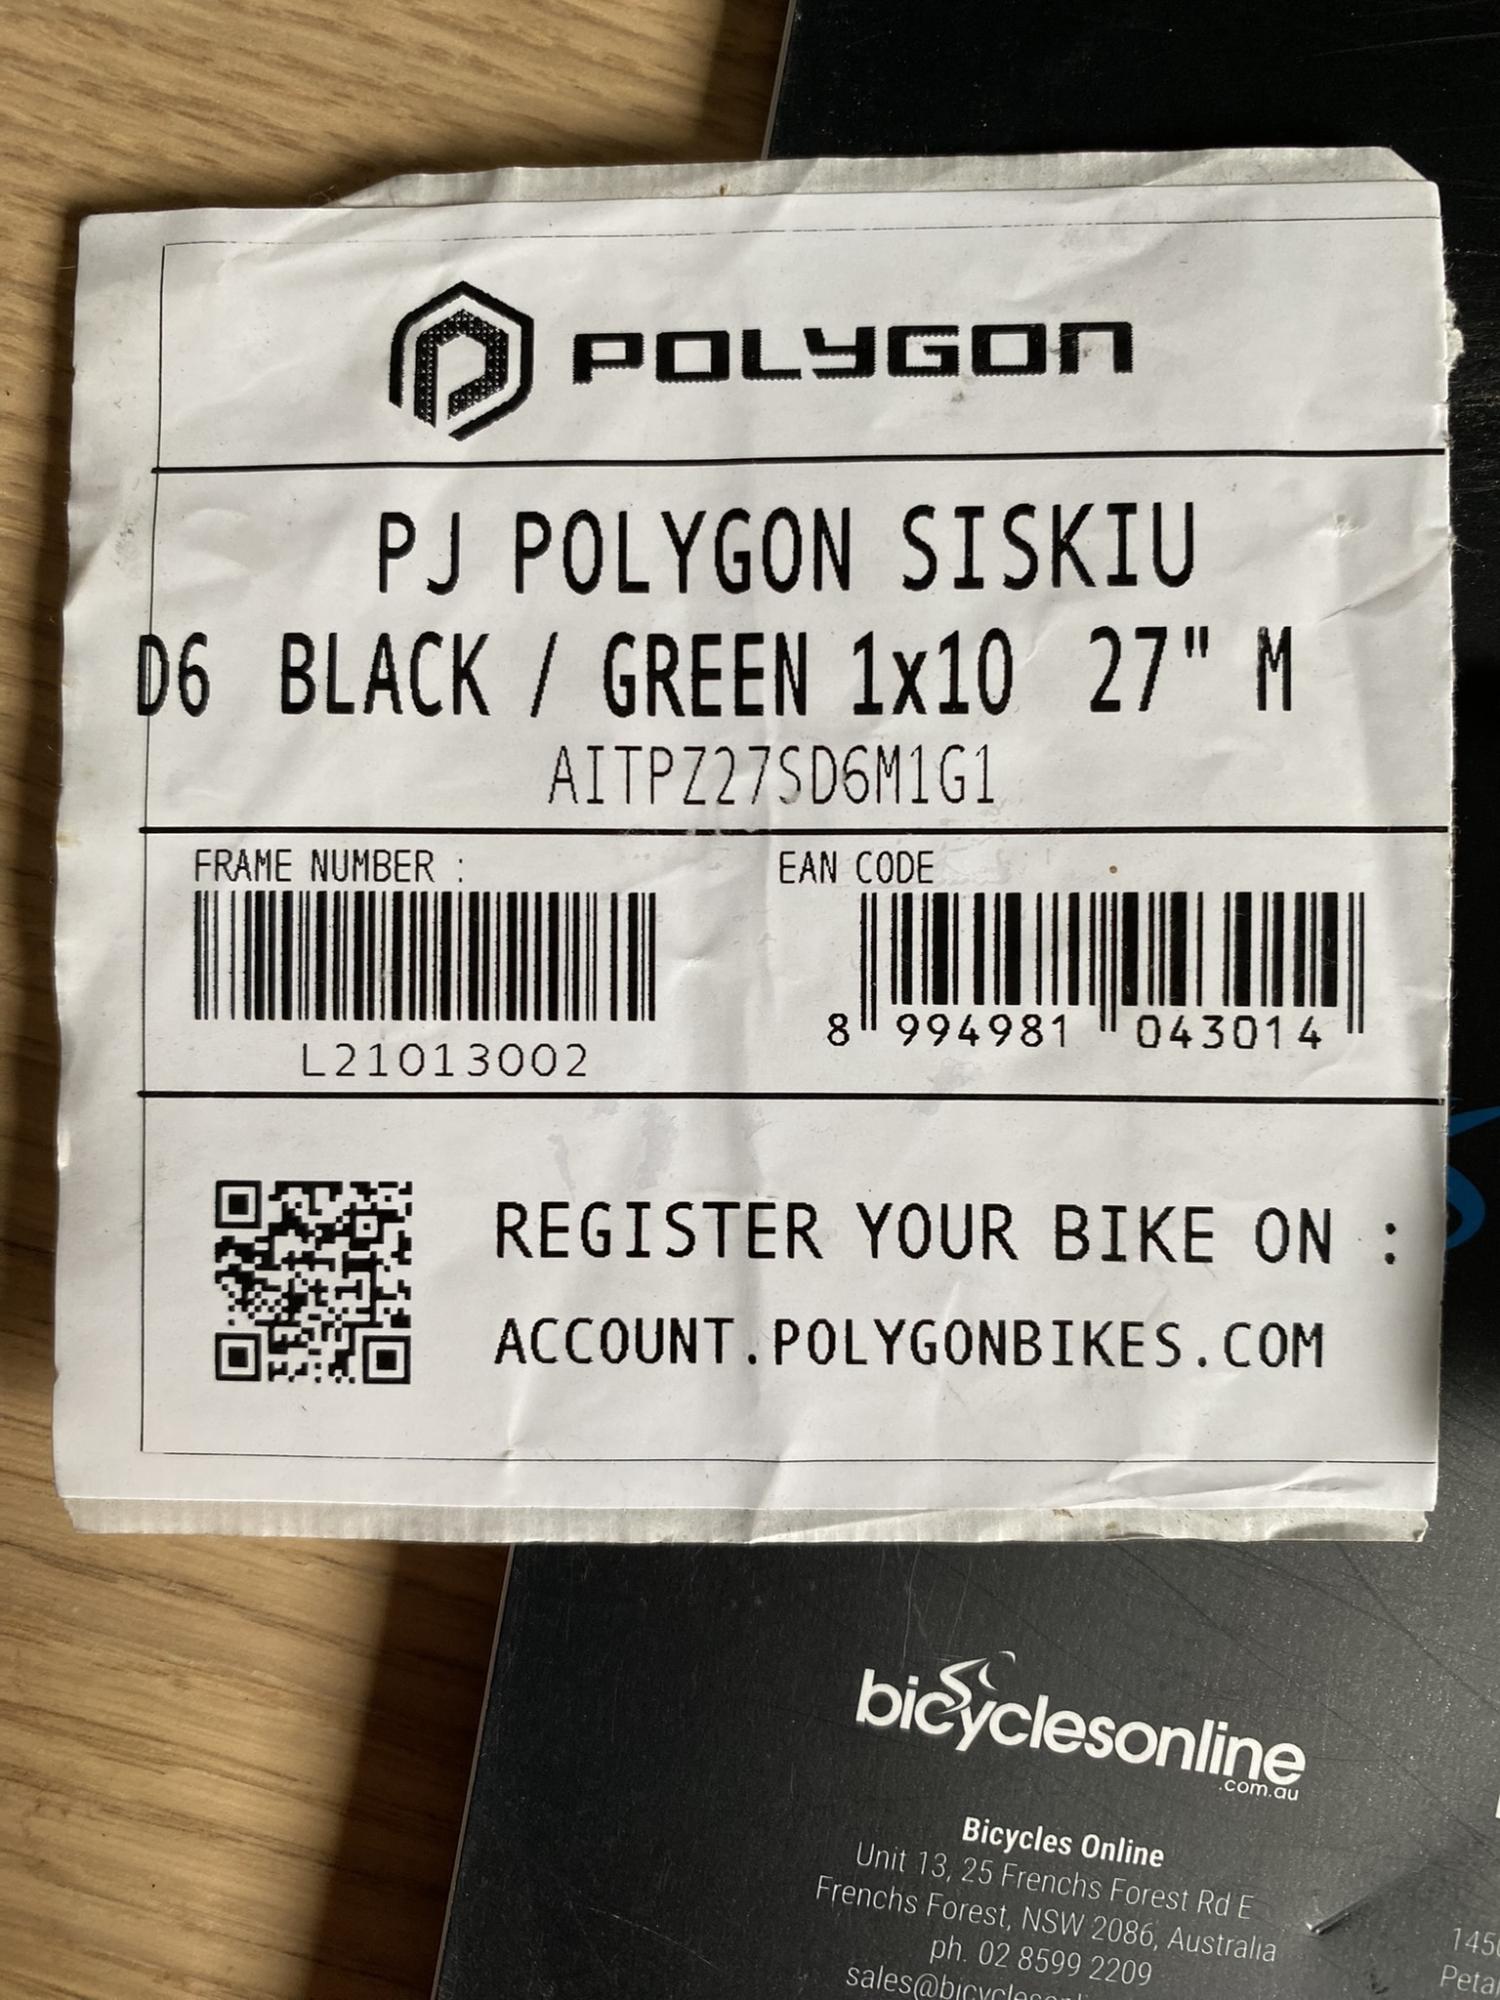 POLYGON
PJ POLYGON SISKIU
D6 BLACK / GREEN 1x10 27" M
AITPZ27SD6M1G1
FRAME NUMBER :
EAN CODE
L21013002
8 994981 043014
REGISTER YOUR BIKE ON :
ACCOUNT.POLYGONBIKES.COM
bicyclesonline
.com.au
Bicycles Online
Unit 13, 25 Frenchs Forest Rd E
Frenchs Forest, NSW 2086, Australia
ph. 02 8599 2209